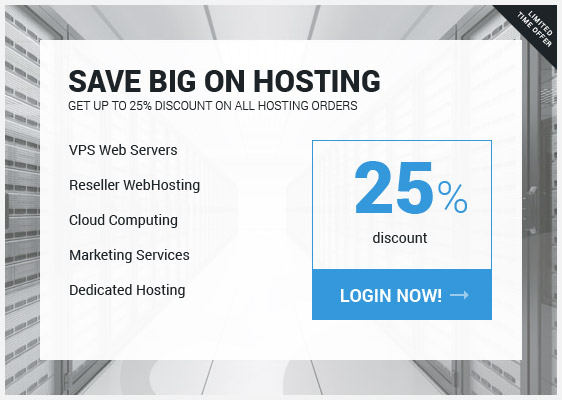 LIMITED
TIME OFFER
SAVE BIG ON HOSTING
GET UP TO 25% DISCOUNT ON ALL HOSTING ORDERS
VPS Web Servers
Reseller WebHosting
Cloud Computing
Marketing Services
Dedicated Hosting
25%
discount
LOGIN NOW!